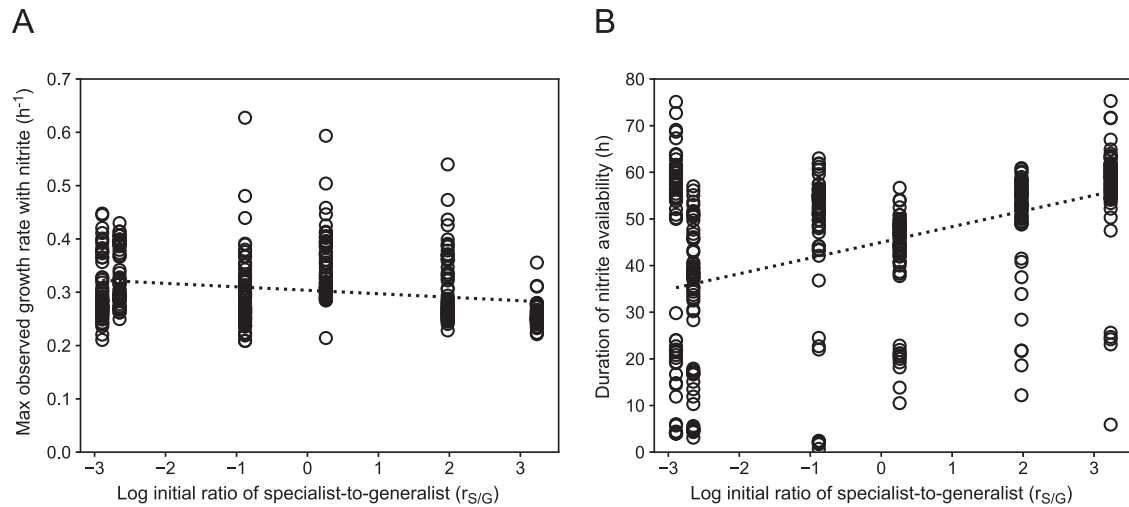 A
Max observed growth rate with nitrite (h⁻¹)
0.7
0.6
0.5
0.4
0.3
0.2
0.1
0.0
−3 −2 −1 0 1 2 3
Log initial ratio of specialist-to-generalist (rS/G)
B
Duration of nitrite availability (h)
80
70
60
50
40
30
20
10
0
−3 −2 −1 0 1 2 3
Log initial ratio of specialist-to-generalist (rS/G)